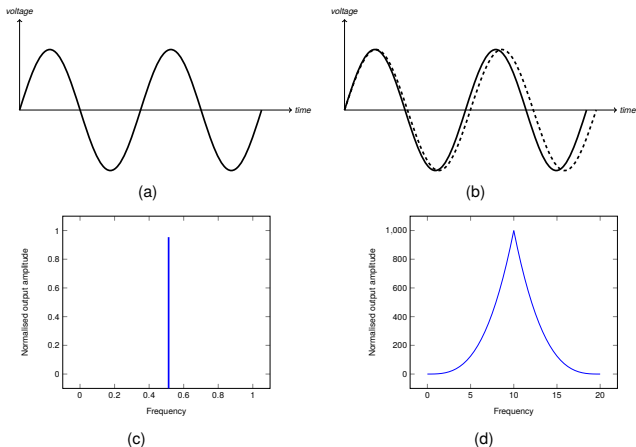 voltage
time
(a)
voltage
time
(b)
1
0.8
0.6
0.4
0.2
0
0 0.2 0.4 0.6 0.8 1
Normalised output amplitude
Frequency
(c)
1,000
800
600
400
200
0
0 5 10 15 20
Normalised output amplitude
Frequency
(d)